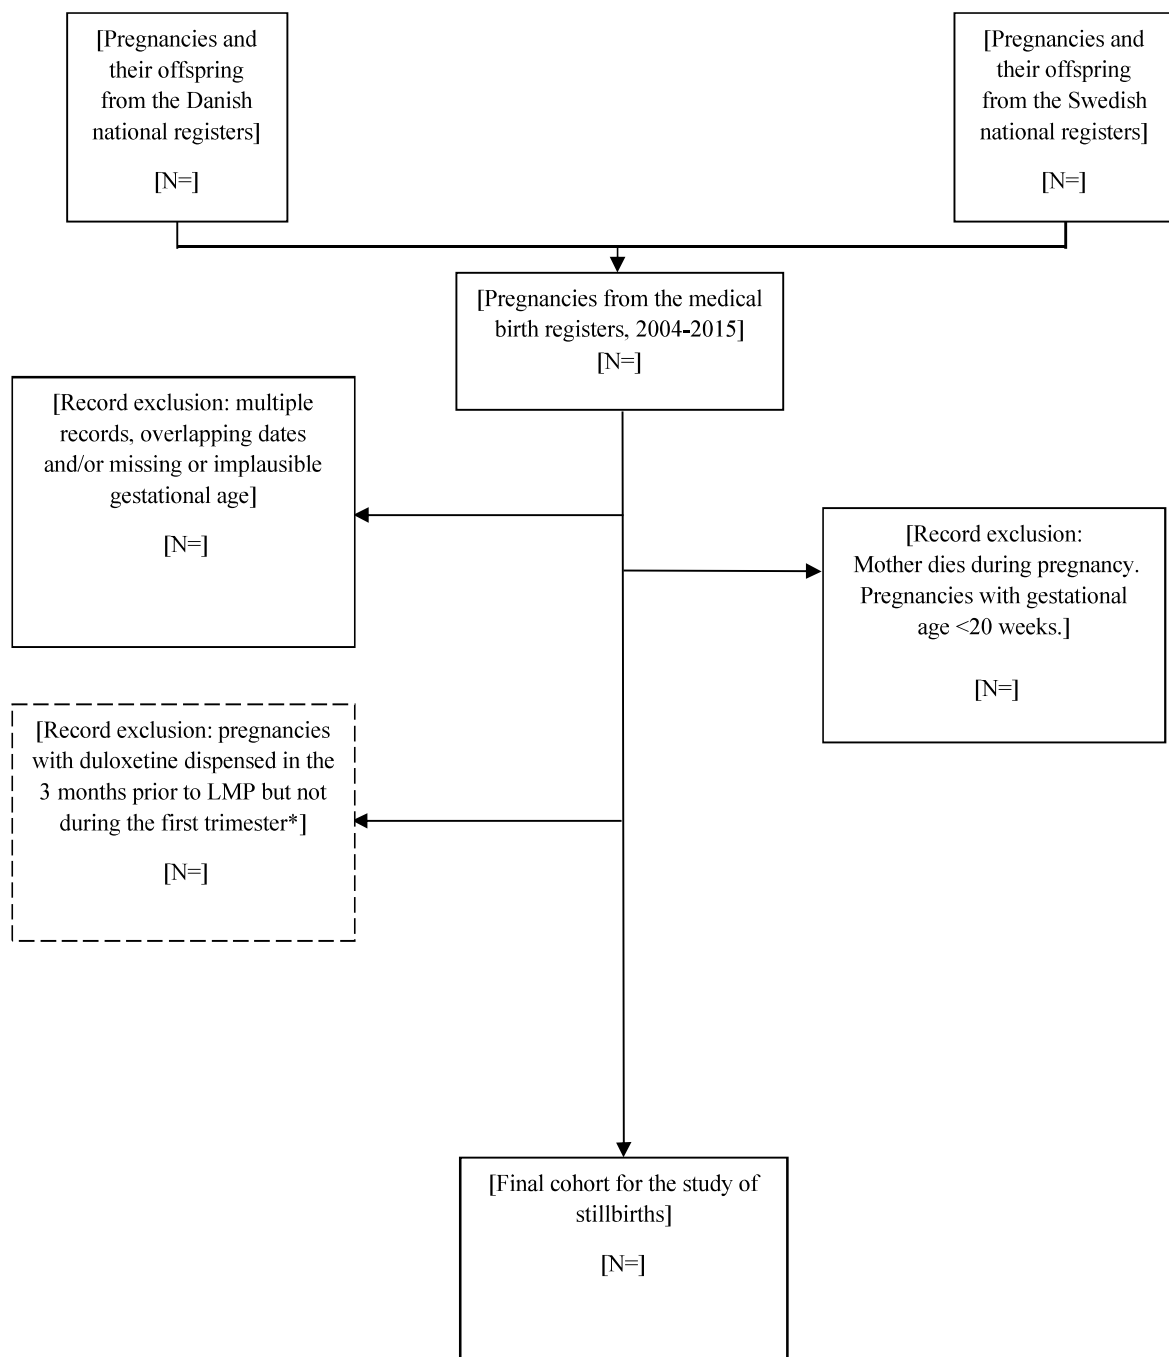 [Pregnancies and
their offspring
from the Danish
national registers]
[N=]
[Pregnancies and
their offspring
from the Swedish
national registers]
[N=]
[Pregnancies from the medical
birth registers, 2004-2015]
[N=]
[Record exclusion: multiple
records, overlapping dates
and/or missing or implausible
gestational age]
[N=]
[Record exclusion:
Mother dies during pregnancy.
Pregnancies with gestational
age <20 weeks.]
[N=]
[Record exclusion: pregnancies
with duloxetine dispensed in the
3 months prior to LMP but not
during the first trimester*]
[N=]
[Final cohort for the study of
stillbirths]
[N=]